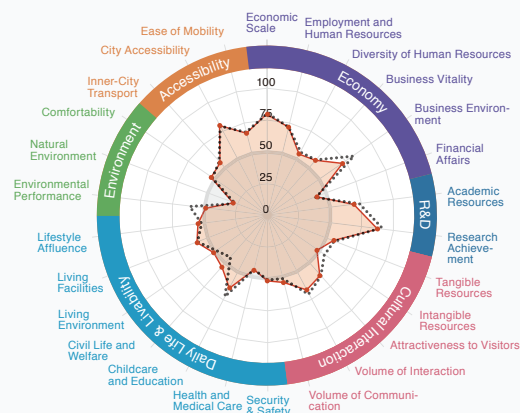 Economic
Scale
Employment and
Human Resources
Diversity of Human Resources
Business Vitality
Business Environ-
ment
Financial
Affairs
Academic
Resources
Research
Achieve-
ment
Tangible
Resources
Intangible
Resources
Attractiveness to Visitors
Volume of Interaction
Volume of Communi-
cation
Security
& Safety
Health and
Medical Care
Childcare
and Education
Civil Life and
Welfare
Living
Environment
Living
Facilities
Lifestyle
Affluence
Environmental
Performance
Natural
Environment
Comfortability
Inner-City
Transport
City Accessibility
Ease of Mobility
Economy
R&D
Cultural Interaction
Daily Life & Livability
Environment
Accessibility
100
75
50
25
0